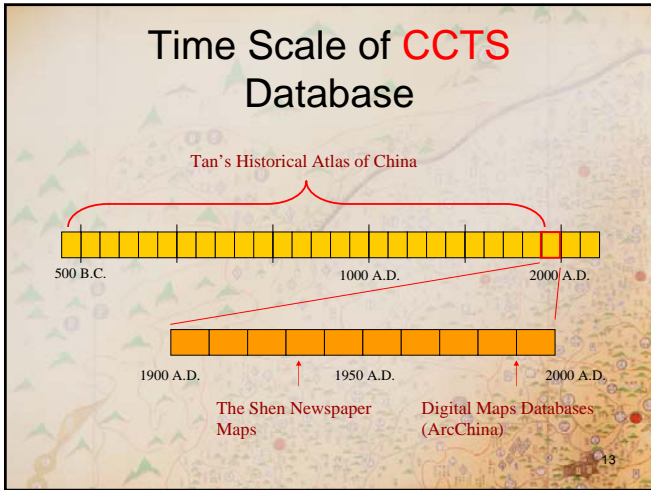 Time Scale of CCTS
Database
Tan's Historical Atlas of China
500 B.C.
1000 A.D.
2000 A.D.
1900 A.D.
1950 A.D.
2000 A.D.
The Shen Newspaper
Maps
Digital Maps Databases
(ArcChina)
13